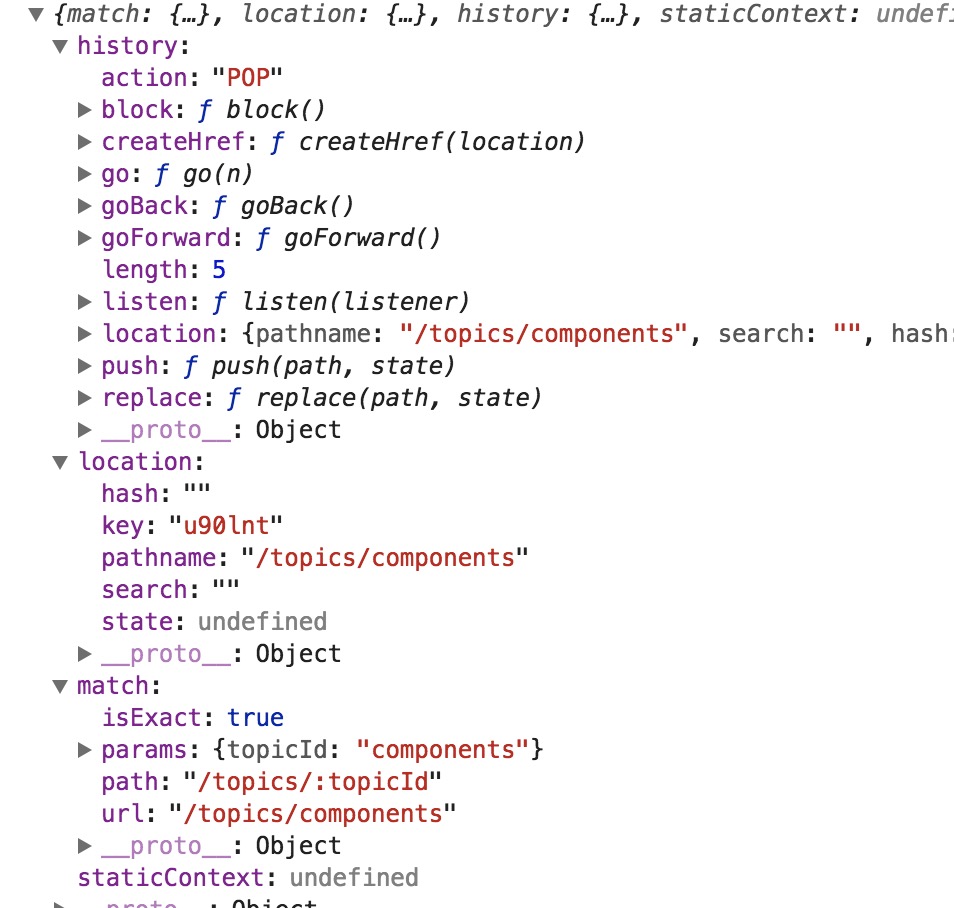 ▼ {match: {…}, location: {…}, history: {…}, staticContext: undefi
▼ history:
action: "POP"
▶ block: ƒ block()
▶ createHref: ƒ createHref(location)
▶ go: ƒ go(n)
▶ goBack: ƒ goBack()
▶ goForward: ƒ goForward()
length: 5
▶ listen: ƒ listen(listener)
▶ location: {pathname: "/topics/components", search: "", hash:
▶ push: ƒ push(path, state)
▶ replace: ƒ replace(path, state)
▶ __proto__: Object
▼ location:
hash: ""
key: "u90lnt"
pathname: "/topics/components"
search: ""
state: undefined
▶ __proto__: Object
▼ match:
isExact: true
▶ params: {topicId: "components"}
path: "/topics/:topicId"
url: "/topics/components"
▶ __proto__: Object
staticContext: undefined
▶ __proto__: Object